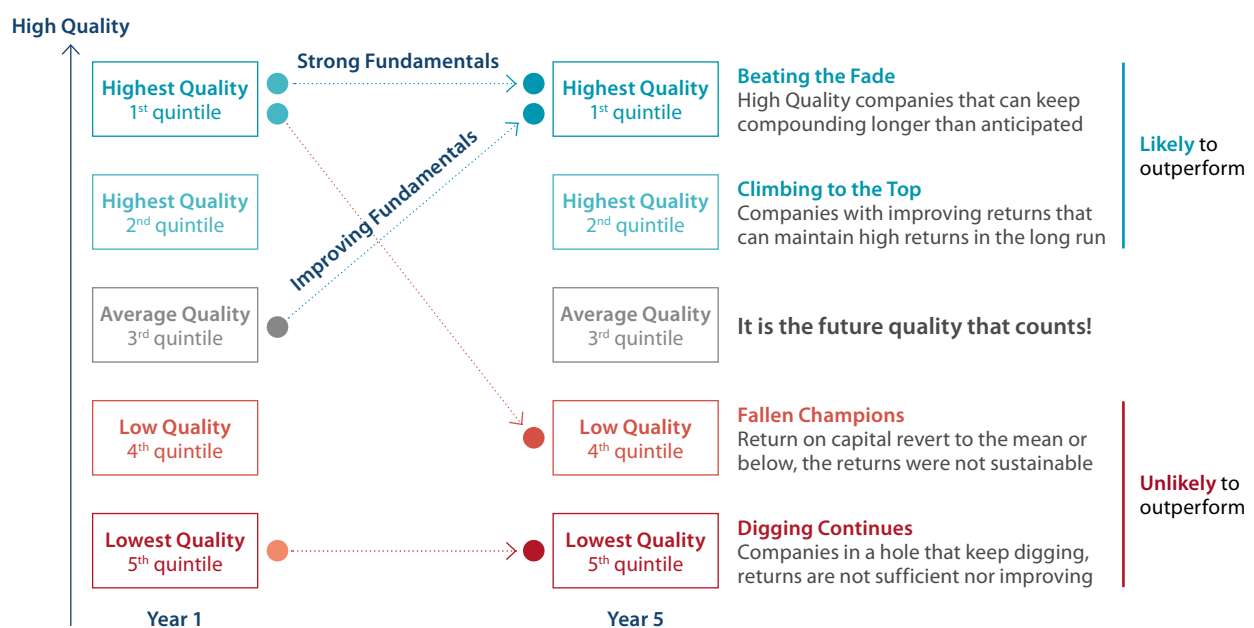 High Quality
Strong Fundamentals
Improving Fundamentals
Highest Quality
1st quintile
Highest Quality
1st quintile
Beating the Fade
High Quality companies that can keep
compounding longer than anticipated
Likely to
outperform
Highest Quality
2nd quintile
Highest Quality
2nd quintile
Climbing to the Top
Companies with improving returns that
can maintain high returns in the long run
Average Quality
3rd quintile
Average Quality
3rd quintile
It is the future quality that counts!
Low Quality
4th quintile
Low Quality
4th quintile
Fallen Champions
Return on capital revert to the mean or
below, the returns were not sustainable
Unlikely to
outperform
Lowest Quality
5th quintile
Lowest Quality
5th quintile
Digging Continues
Companies in a hole that keep digging,
returns are not sufficient nor improving
Year 1
Year 5